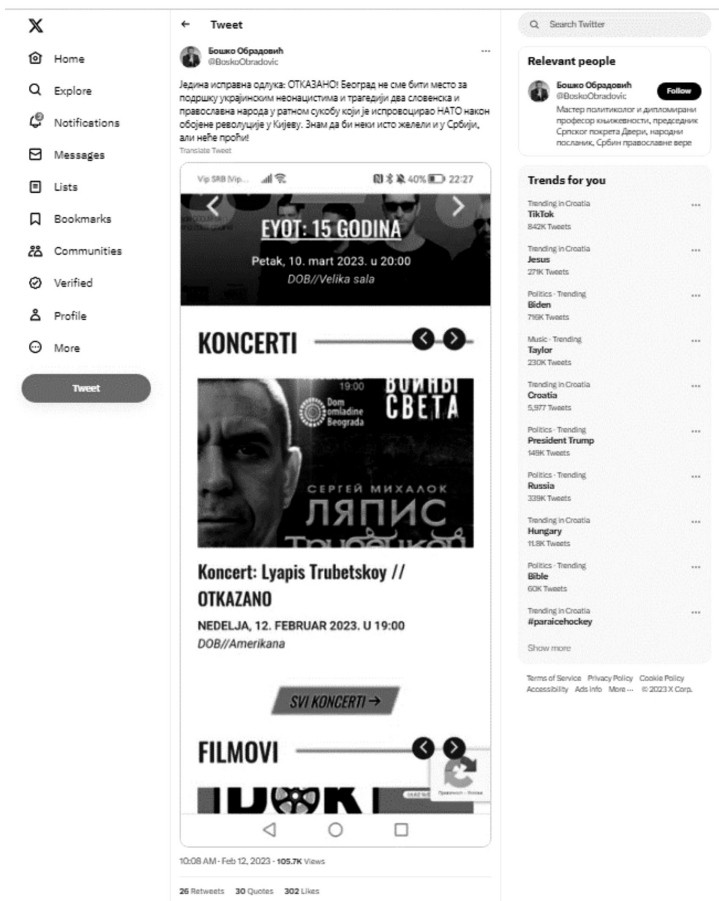 Home
Explore
Notifications
Messages
Lists
Bookmarks
Communities
Verified
Profile
More
Tweet
Tweet
Бошко Обрадовић
@BoskoObradovic
Једина исправна одлука: ОТКАЗАНО! Београд не сме бити место за
подршку украјинским неонацистима и трагедији два словенска и
православна народа у ратном сукобу који је испровоцирао НАТО након
обојене револуције у Кијеву. Знам да би неки исто желели и у Србији,
али неће проћи!
Translate Tweet
Vip SRB (Vip...
40% 22:27
EYOT: 15 GODINA
Petak, 10. mart 2023. u 20:00
DOB//Velika sala
KONCERTI
19:00
ВОЙНЫ
СВЕТА
Dom
omladine
Beograda
СЕРГЕЙ МИХАЛОК
ЛЯПИС
Трубецкой
Koncert: Lyapis Trubetskoy //
OTKAZANO
NEDELJA, 12. FEBRUAR 2023. U 19:00
DOB//Amerikana
SVI KONCERTI →
FILMOVI
10:08 AM · Feb 12, 2023 · 105.7K Views
26 Retweets 30 Quotes 302 Likes
Search Twitter
Relevant people
Бошко Обрадовић
@BoskoObradovic
Follow
Мастер политиколог и дипломирани
професор књижевности, председник
Српског покрета Двери, народни
посланик, Србин православне вере
Trends for you
Trending in Croatia
TikTok
842K Tweets
Trending in Croatia
Jesus
271K Tweets
Politics · Trending
Biden
716K Tweets
Music · Trending
Taylor
230K Tweets
Trending in Croatia
Croatia
5,977 Tweets
Politics · Trending
President Trump
149K Tweets
Politics · Trending
Russia
339K Tweets
Trending in Croatia
Hungary
11.8K Tweets
Politics · Trending
Bible
60K Tweets
Trending in Croatia
#paraicehockey
Show more
Terms of Service Privacy Policy Cookie Policy
Accessibility Ads info More ··· © 2023 X Corp.